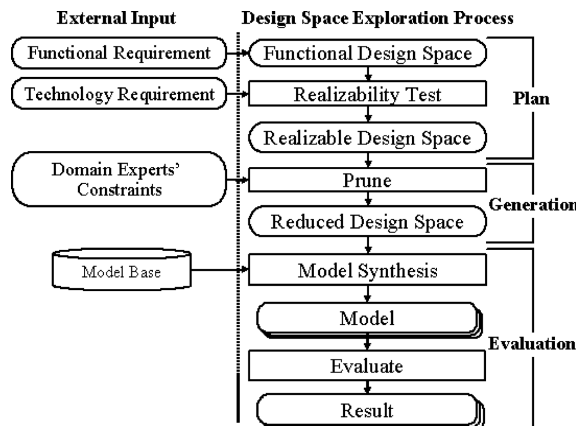 External Input
Design Space Exploration Process
Functional Requirement
Functional Design Space
Technology Requirement
Realizability Test
Plan
Realizable Design Space
Domain Experts'
Constraints
Prune
Generation
Reduced Design Space
Model Base
Model Synthesis
Model
Evaluation
Evaluate
Result